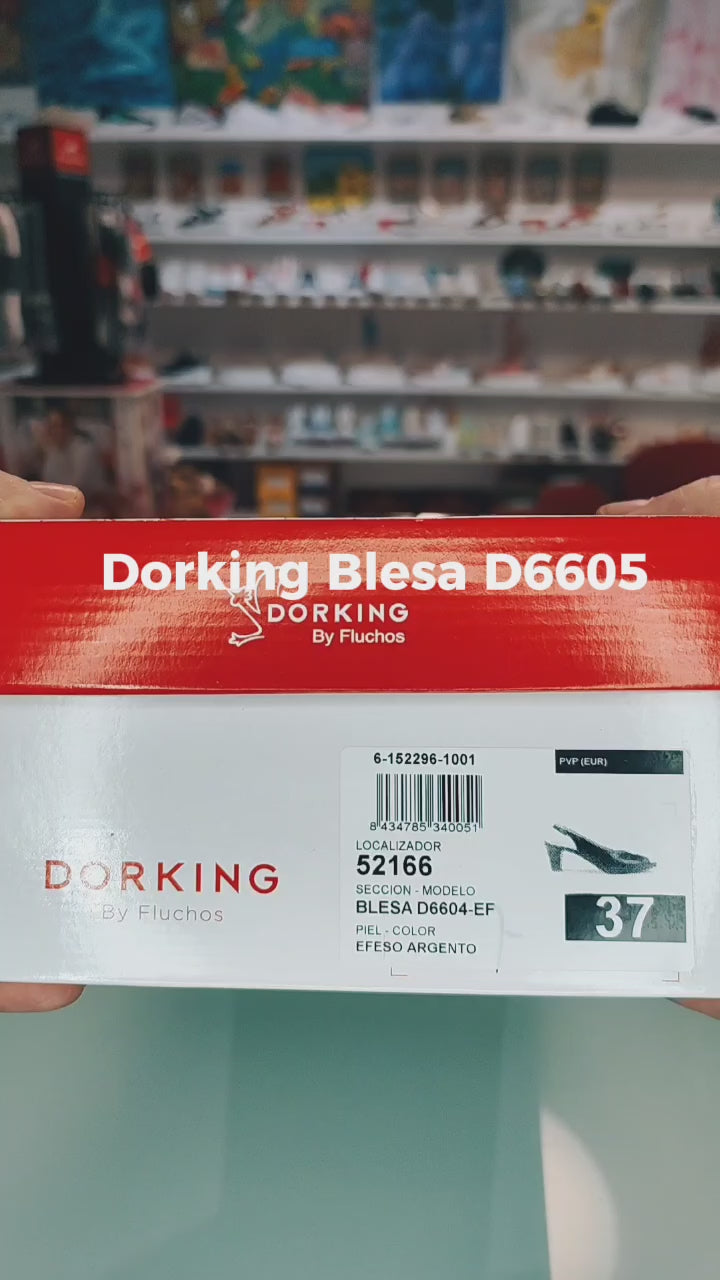 Dorking Blesa D6605
DORKING
By Fluchos
6-152296-1001
PVP (EUR)
8 434785 340051
LOCALIZADOR
52166
SECCION - MODELO
BLESA D6604-EF
37
PIEL - COLOR
EFESO ARGENTO
DORKING
By Fluchos